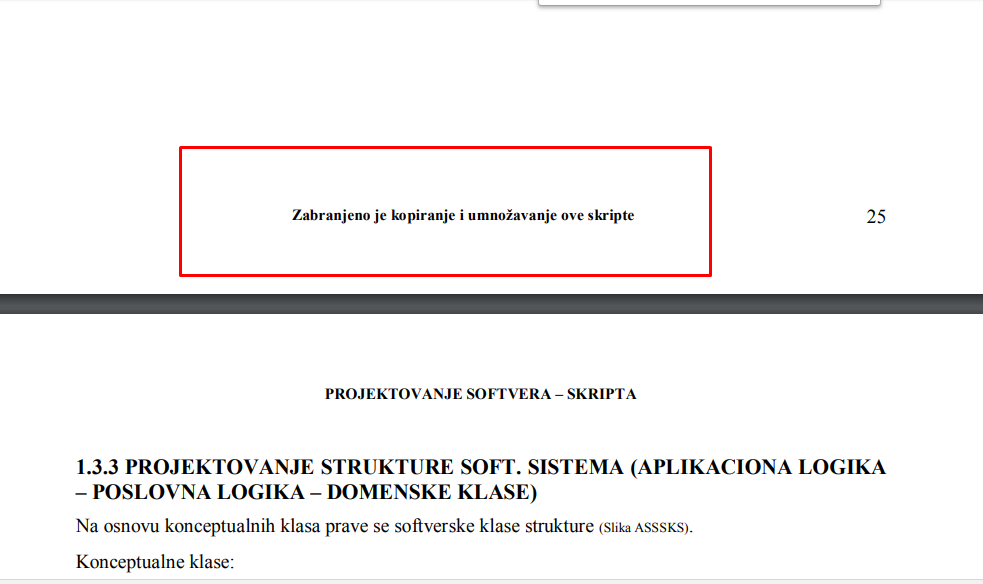 Zabranjeno je kopiranje i umnožavanje ove skripte
25
PROJEKTOVANJE SOFTVERA – SKRIPTA
1.3.3 PROJEKTOVANJE STRUKTURE SOFT. SISTEMA (APLIKACIONA LOGIKA
– POSLOVNA LOGIKA – DOMENSKE KLASE)
Na osnovu konceptualnih klasa prave se softverske klase strukture (Slika ASSSKS).
Konceptualne klase: